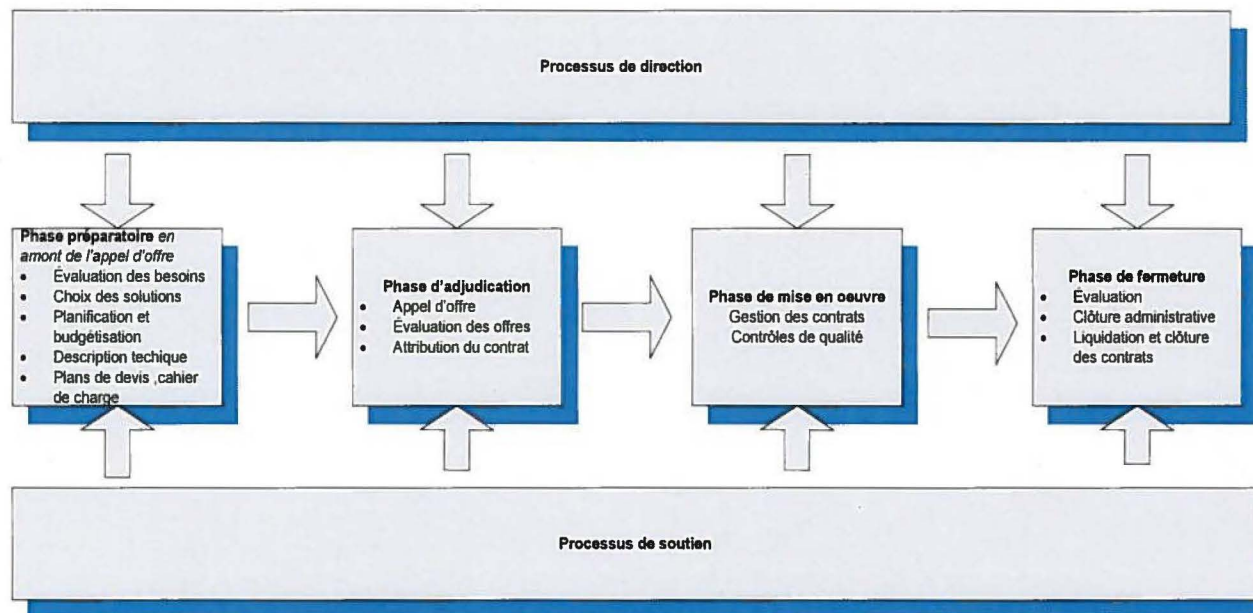 Processus de direction
Phase préparatoire en
amont de l'appel d'offre
• Évaluation des besoins
• Choix des solutions
• Planification et
budgétisation
• Description techique
• Plans de devis ,cahier
de charge
Phase d'adjudication
• Appel d'offre
• Évaluation des offres
• Attribution du contrat
Phase de mise en oeuvre
Gestion des contrats
Contrôles de qualité
Phase de fermeture
• Évaluation
• Clôture administrative
• Liquidation et clôture
des contrats
Processus de soutien